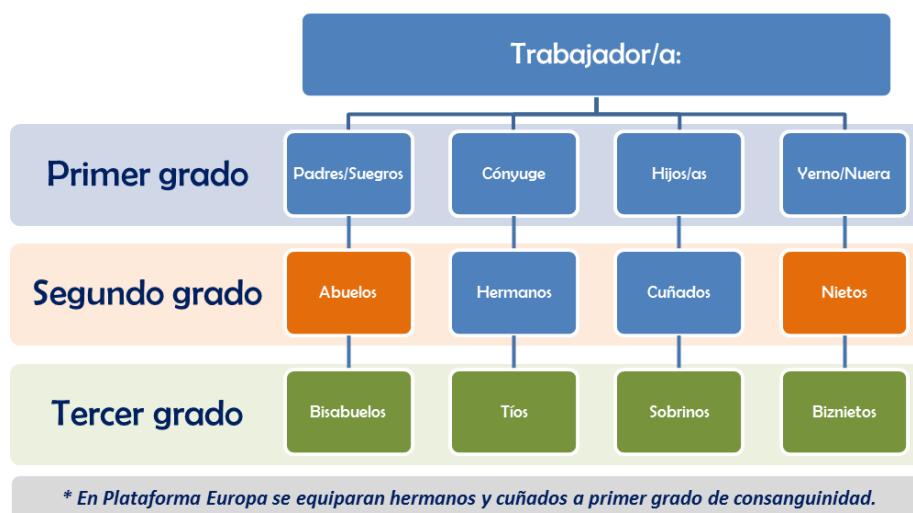 Trabajador/a:
Primer grado
Padres/Suegros
Cónyuge
Hijos/as
Yerno/Nuera
Segundo grado
Abuelos
Hermanos
Cuñados
Nietos
Tercer grado
Bisabuelos
Tíos
Sobrinos
Biznietos
* En Plataforma Europa se equiparan hermanos y cuñados a primer grado de consanguinidad.